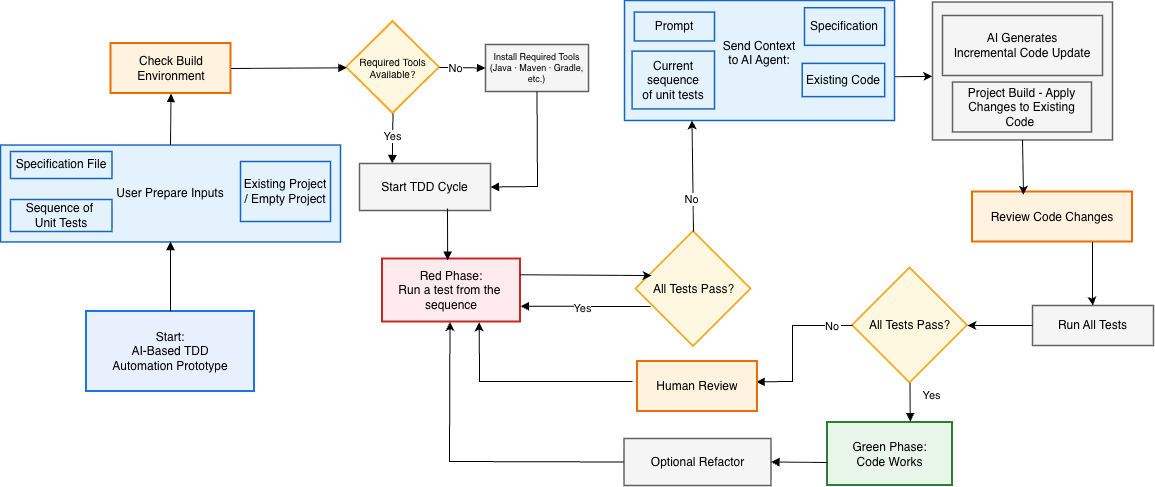 Start:
AI-Based TDD
Automation Prototype
Specification File
Sequence of
Unit Tests
User Prepare Inputs
Existing Project
/ Empty Project
Check Build
Environment
Required Tools
Available?
No
Install Required Tools
(Java · Maven · Gradle,
etc.)
Yes
Start TDD Cycle
Red Phase:
Run a test from the
sequence
All Tests Pass?
Yes
No
Prompt
Current
sequence
of unit tests
Send Context
to AI Agent:
Specification
Existing Code
AI Generates
Incremental Code Update
Project Build - Apply
Changes to Existing
Code
Review Code Changes
Run All Tests
All Tests Pass?
No
Human Review
Yes
Green Phase:
Code Works
Optional Refactor